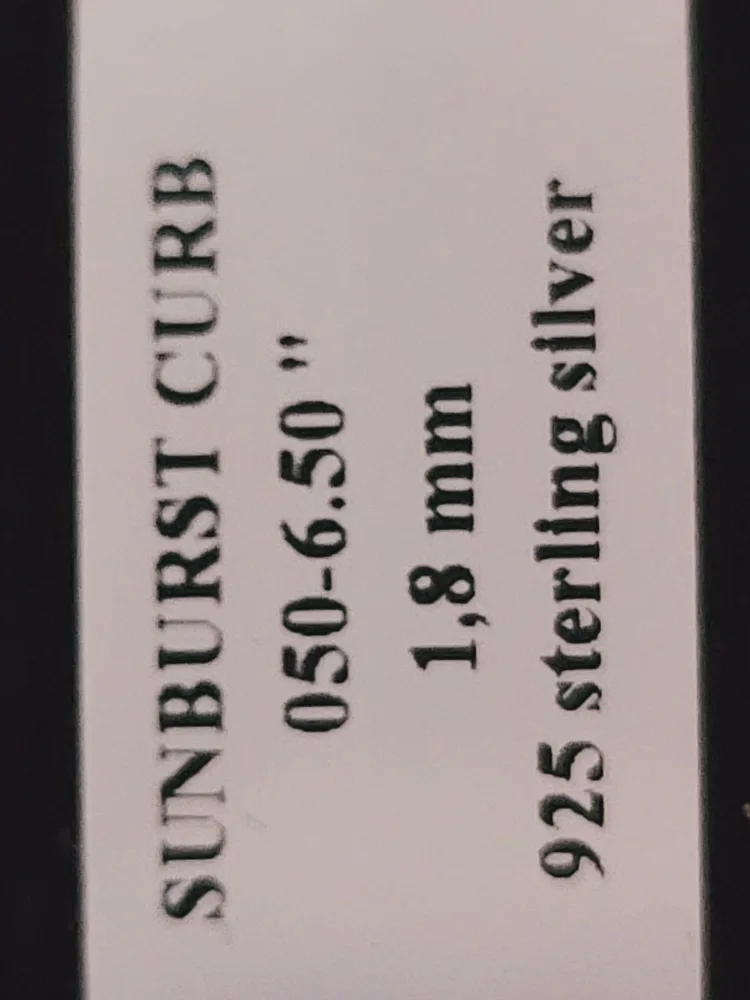 SUNBURST CURB
050-6.50 "
1,8 mm
925 sterling silver